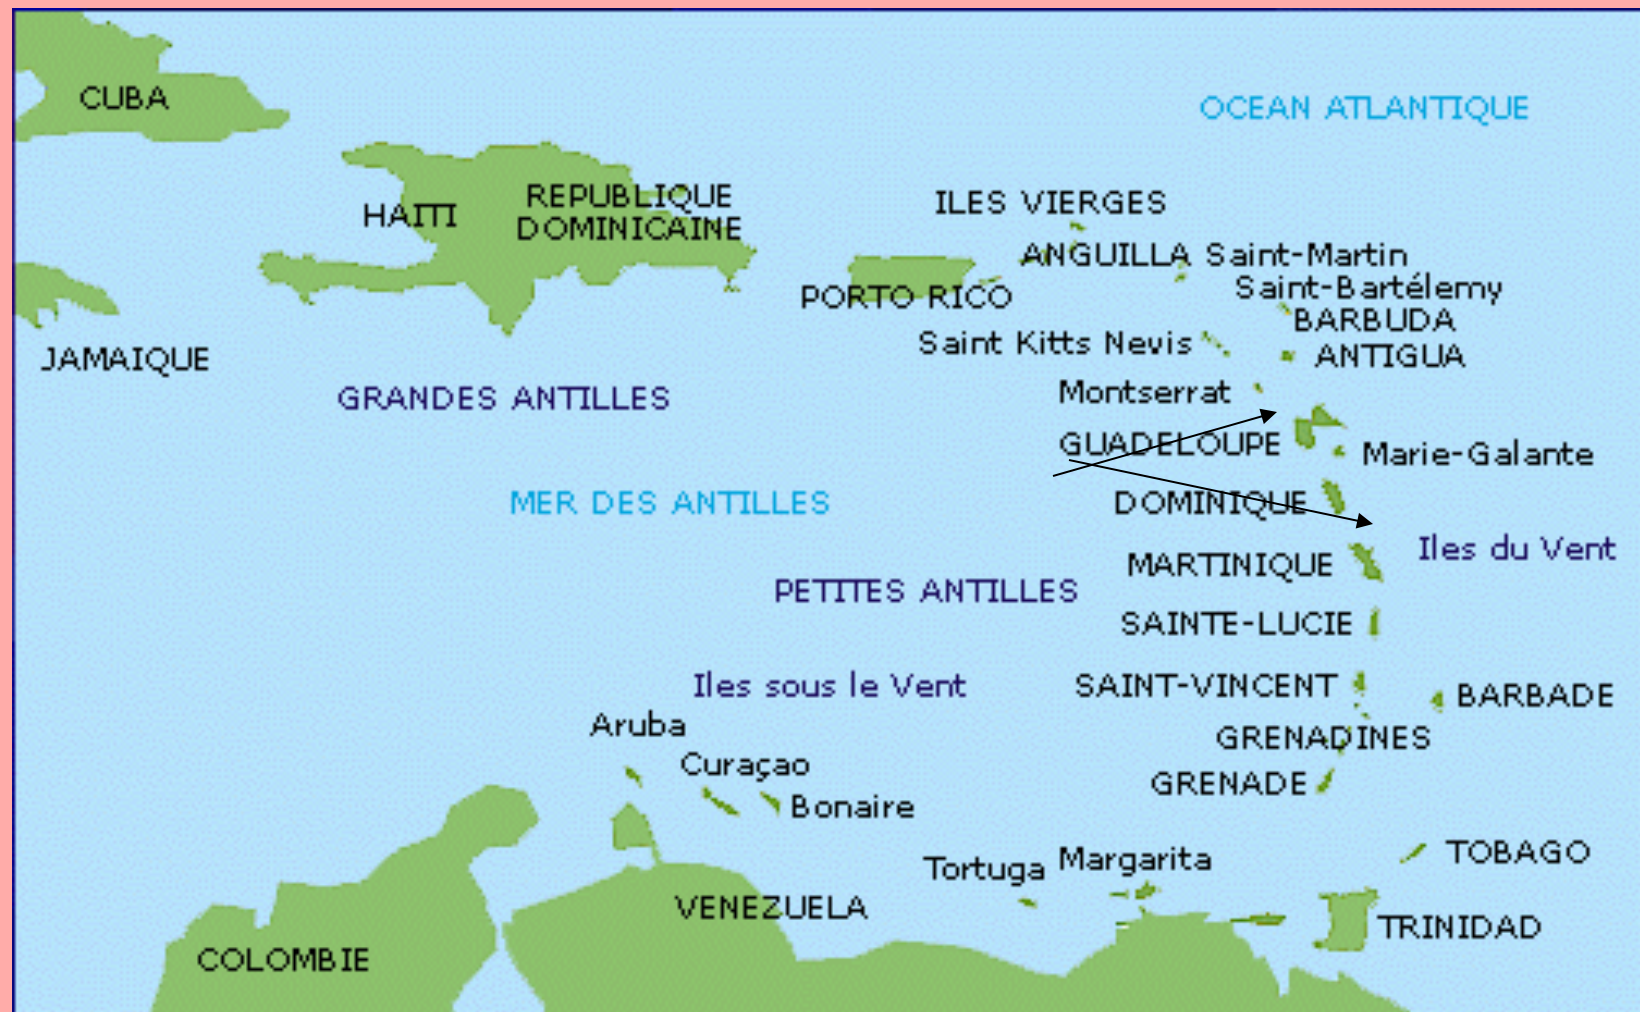 CUBA
OCEAN ATLANTIQUE
HAITI
REPUBLIQUE
DOMINICAINE
ILES VIERGES
ANGUILLA
Saint-Martin
Saint-Bartélemy
PORTO RICO
BARBUDA
Saint Kitts Nevis
ANTIGUA
JAMAIQUE
GRANDES ANTILLES
Montserrat
GUADELOUPE
Marie-Galante
MER DES ANTILLES
DOMINIQUE
Iles du Vent
MARTINIQUE
PETITES ANTILLES
SAINTE-LUCIE
Iles sous le Vent
SAINT-VINCENT
BARBADE
Aruba
GRENADINES
Curaçao
GRENADE
Bonaire
TOBAGO
Tortuga
Margarita
VENEZUELA
TRINIDAD
COLOMBIE